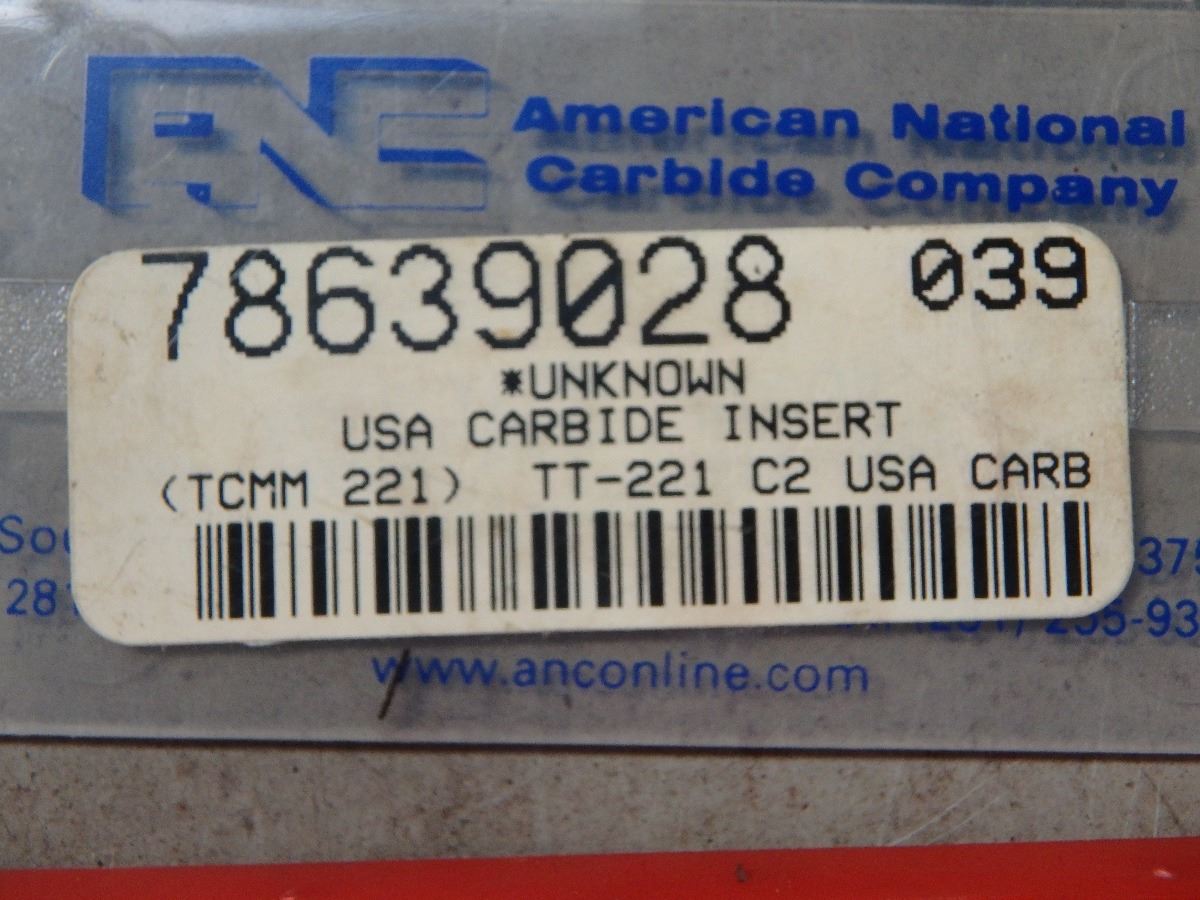 ANC
American National
Carbide Company
78639028 039
*UNKNOWN
USA CARBIDE INSERT
(TCMM 221) TT-221 C2 USA CARB
www.anconline.com